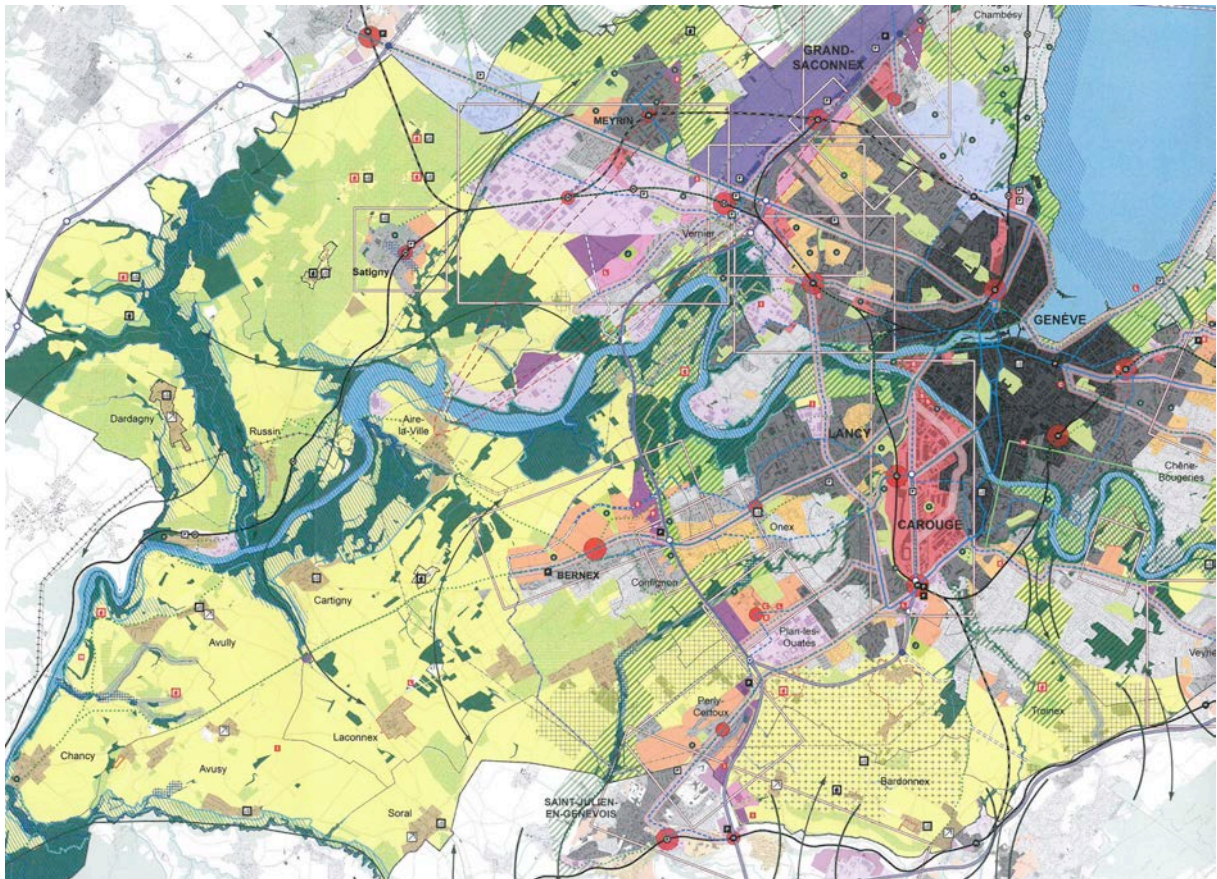 Chambésy
GRAND-
SACONNEX
MEYRIN
Vernier
Satigny
GENÈVE
Dardagny
Russin
Aire-
la-Ville
LANCY
Chêne-
Bougeries
Onex
CAROUGE
BERNEX
Confignon
Cartigny
Avully
Plan-les-
Ouates
Perly-
Certoux
Troinex
Chancy
Laconnex
Avusy
Bardonnex
Soral
SAINT-JULIEN-
EN-GENEVOIS